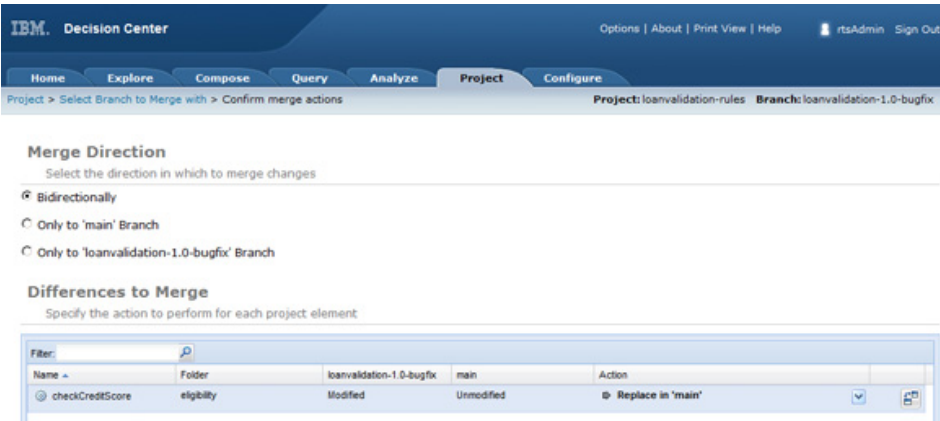 IBM. Decision Center Options | About | Print View | Help rtsAdmin Sign Out
Home Explore Compose Query Analyze Project Configure
Project > Select Branch to Merge with > Confirm merge actions Project: loanvalidation-rules Branch: loanvalidation-1.0-bugfix
Merge Direction
Select the direction in which to merge changes
Bidirectionally
Only to 'main' Branch
Only to 'loanvalidation-1.0-bugfix' Branch
Differences to Merge
Specify the action to perform for each project element
Filter:
Name Folder loanvalidation-1.0-bugfix main Action
checkCreditScore eligibility Modified Unmodified Replace in 'main'